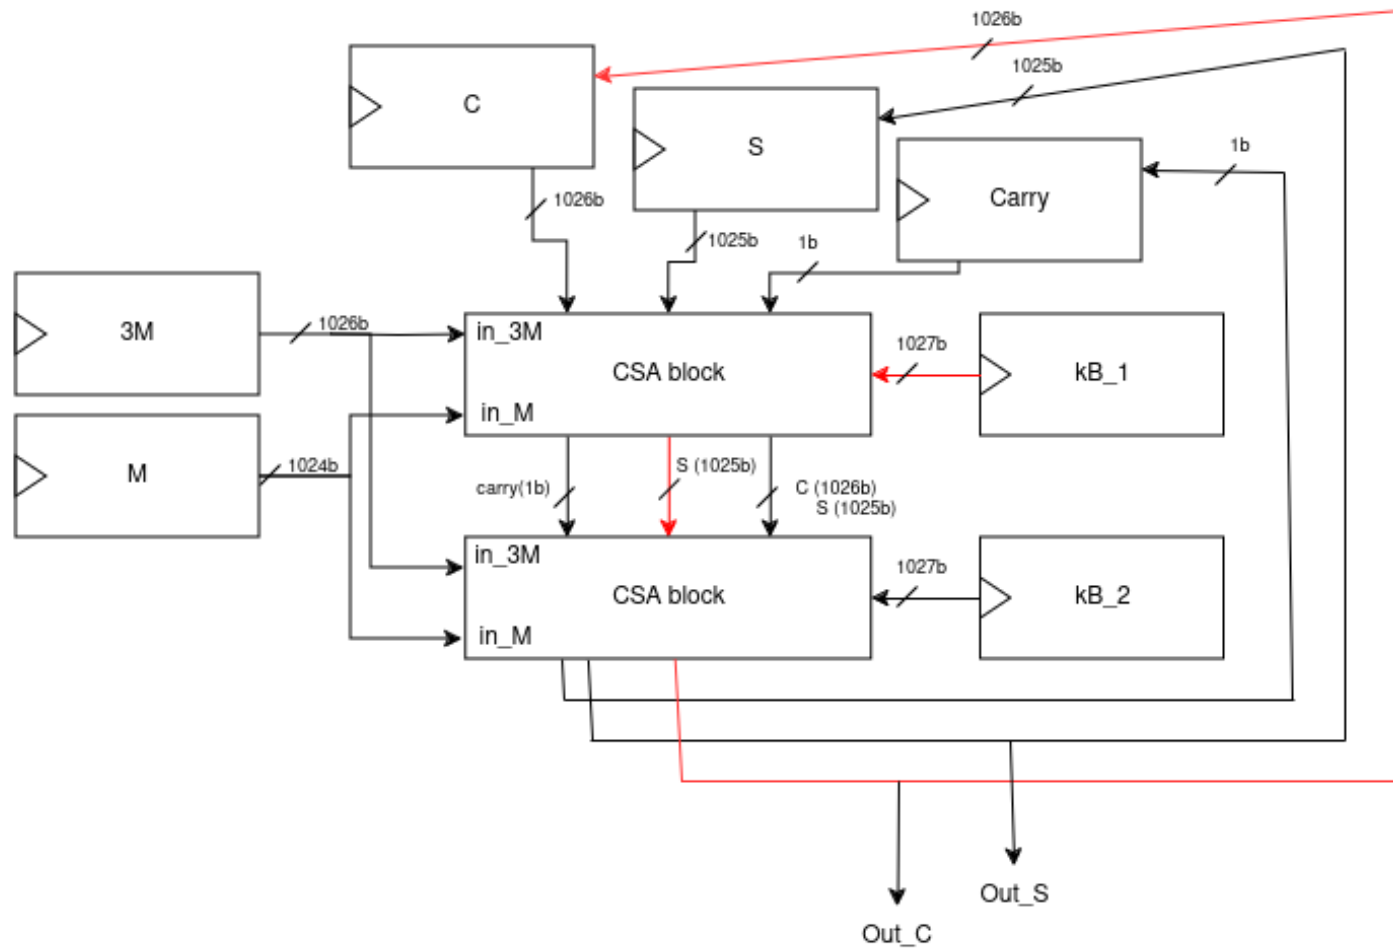 1026b
1025b
C
S
1b
Carry
1026b
1025b
1b
3M
1026b
in_3M
CSA block
in_M
1027b
kB_1
M
1024b
carry(1b)
S (1025b)
C (1026b)
S (1025b)
in_3M
CSA block
in_M
1027b
kB_2
Out_S
Out_C